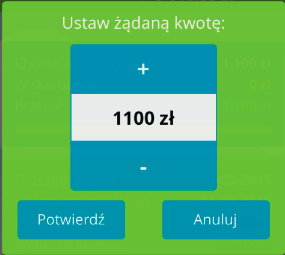 Ustaw żądaną kwotę:
+
1100 zł
-
Potwierdź Anuluj